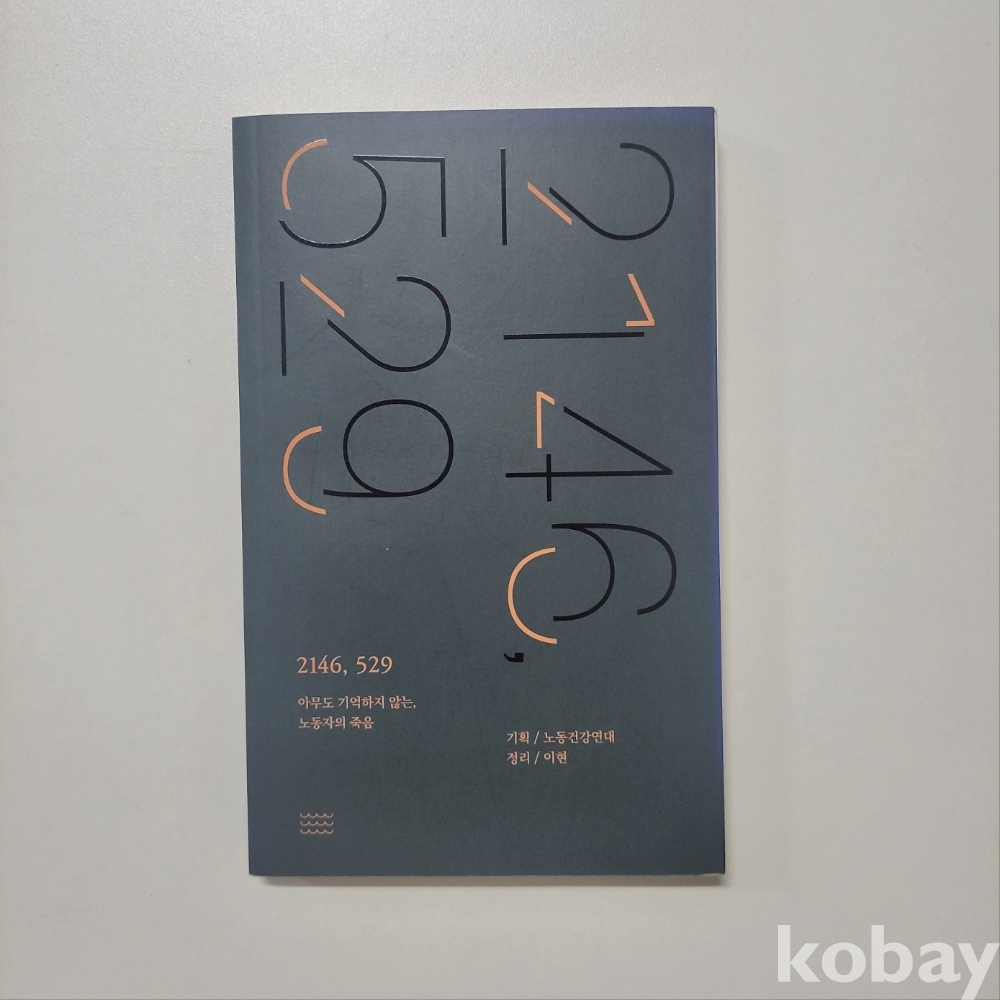 2146,
529
2146, 529
아무도 기억하지 않는,
노동자의 죽음
기획 / 노동건강연대
정리 / 이현
kobay